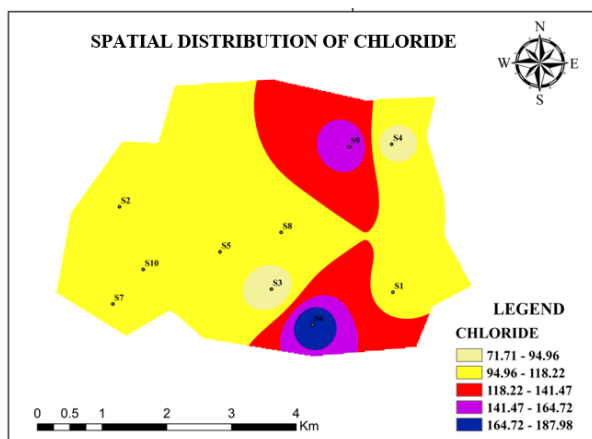 SPATIAL DISTRIBUTION OF CHLORIDE
N
W E
S
S9
S4
S2
S8
S5
S10
S3
S1
S7
S6
LEGEND
CHLORIDE
71.71 - 94.96
94.96 - 118.22
118.22 - 141.47
141.47 - 164.72
164.72 - 187.98
0 0.5 1 2 3 4
Km